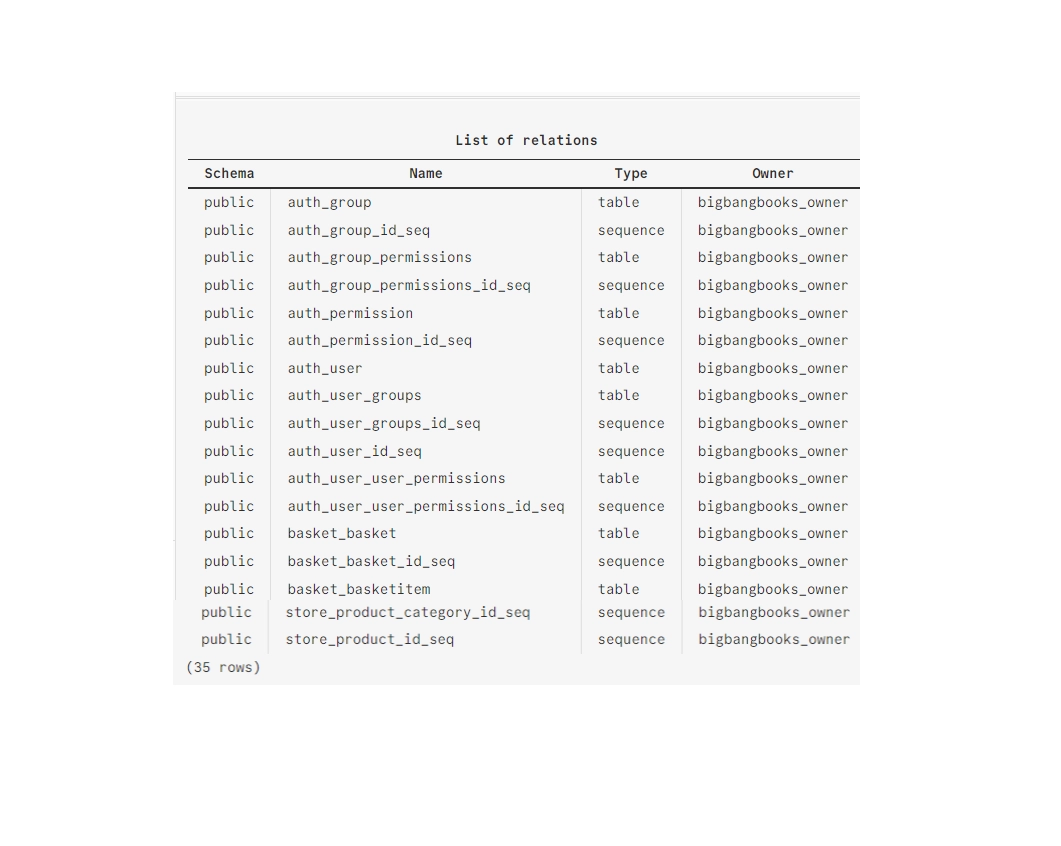 List of relations
Schema Name Type Owner
public auth_group table bigbangbooks_owner
public auth_group_id_seq sequence bigbangbooks_owner
public auth_group_permissions table bigbangbooks_owner
public auth_group_permissions_id_seq sequence bigbangbooks_owner
public auth_permission table bigbangbooks_owner
public auth_permission_id_seq sequence bigbangbooks_owner
public auth_user table bigbangbooks_owner
public auth_user_groups table bigbangbooks_owner
public auth_user_groups_id_seq sequence bigbangbooks_owner
public auth_user_id_seq sequence bigbangbooks_owner
public auth_user_user_permissions table bigbangbooks_owner
public auth_user_user_permissions_id_seq sequence bigbangbooks_owner
public basket_basket table bigbangbooks_owner
public basket_basket_id_seq sequence bigbangbooks_owner
public basket_basketitem table bigbangbooks_owner
public store_product_category_id_seq sequence bigbangbooks_owner
public store_product_id_seq sequence bigbangbooks_owner
(35 rows)